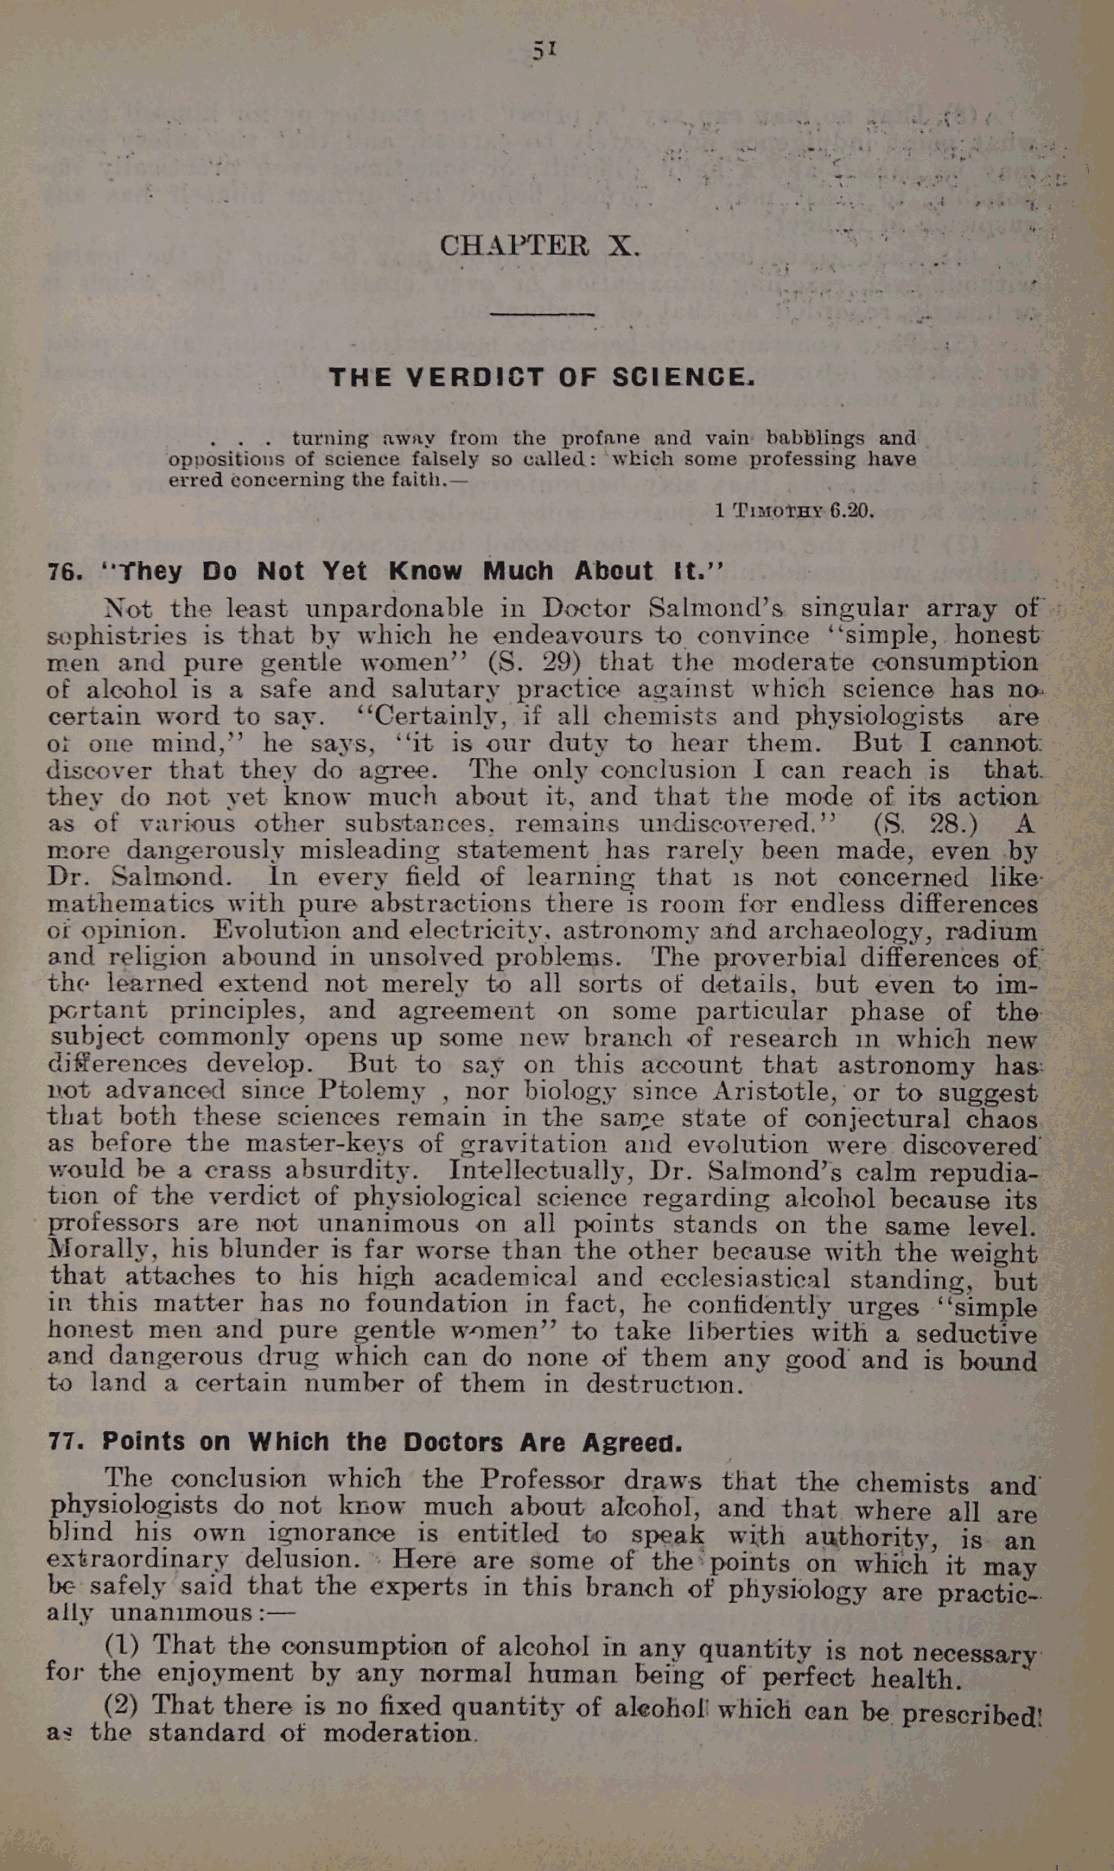 51
CHAPTER X.
THE VERDICT OF SCIENCE.
. . . turning away from the profane and vain babblings and
oppositions of science falsely so called: which some professing have
erred concerning the faith.—
1 TIMOTHY 6.20.
76. "They Do Not Yet Know Much About It."
Not the least unpardonable in Doctor Salmond's singular array of
sophistries is that by which he endeavours to convince "simple, honest
men and pure gentle women" (S. 29) that the moderate consumption
of alcohol is a safe and salutary practice against which science has no
certain word to say. "Certainly, if all chemists and physiologists are
of one mind," he says, "it is our duty to hear them. But I cannot
discover that they do agree. The only conclusion I can reach is that
they do not yet know much about it, and that the mode of its action
as of various other substances, remains undiscovered." (S. 28.) A
more dangerously misleading statement has rarely been made, even by
Dr. Salmond. In every field of learning that is not concerned like
mathematics with pure abstractions there is room for endless differences
of opinion. Evolution and electricity, astronomy and archaeology, radium
and religion abound in unsolved problems. The proverbial differences of
the learned extend not merely to all sorts of details, but even to im-
portant principles, and agreement on some particular phase of the
subject commonly opens up some new branch of research in which new
differences develop. But to say on this account that astronomy has
not advanced since Ptolemy , nor biology since Aristotle, or to suggest
that both these sciences remain in the same state of conjectural chaos
as before the master-keys of gravitation and evolution were discovered
would be a crass absurdity. Intellectually, Dr. Salmond's calm repudia-
tion of the verdict of physiological science regarding alcohol because its
professors are not unanimous on all points stands on the same level.
Morally, his blunder is far worse than the other because with the weight
that attaches to his high academical and ecclesiastical standing, but
in this matter has no foundation in fact, he confidently urges "simple
honest men and pure gentle women" to take liberties with a seductive
and dangerous drug which can do none of them any good and is bound
to land a certain number of them in destruction.
77. Points on Which the Doctors Are Agreed.
The conclusion which the Professor draws that the chemists and
physiologists do not know much about alcohol, and that where all are
blind his own ignorance is entitled to speak with authority, is an
extraordinary delusion. Here are some of the points on which it may
be safely said that the experts in this branch of physiology are practic-
ally unanimous:—
(1) That the consumption of alcohol in any quantity is not necessary
for the enjoyment by any normal human being of perfect health.
(2) That there is no fixed quantity of alcohol which can be prescribed
as the standard of moderation.